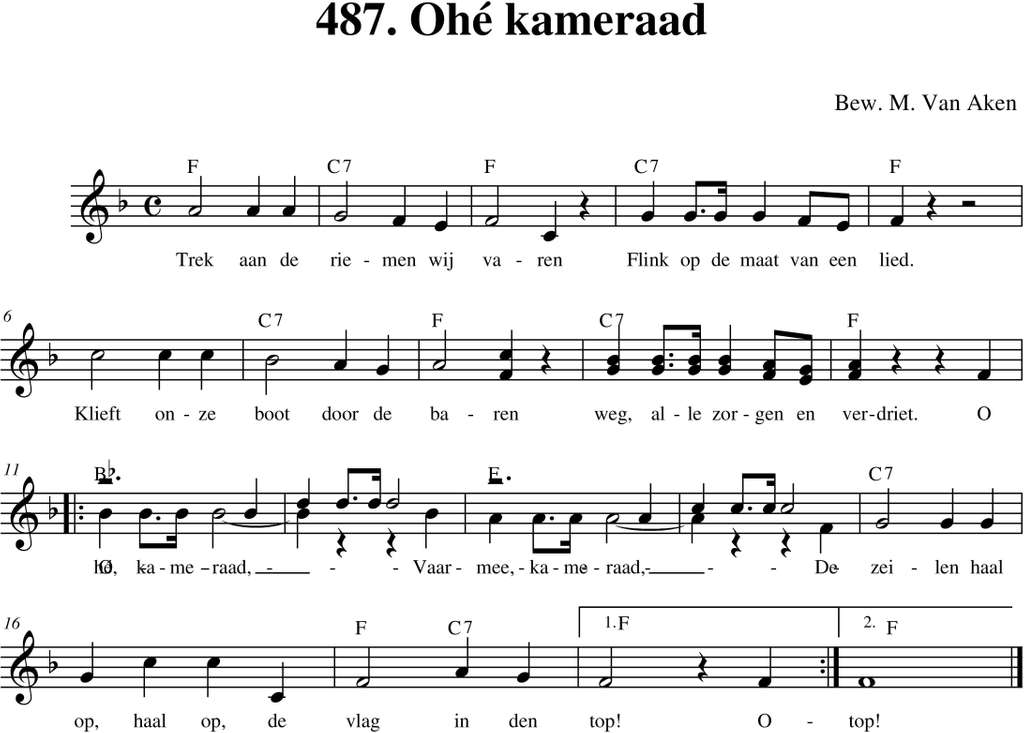 487. Ohé kameraad
Bew. M. Van Aken
F C7 F C7 F
Trek aan de rie - men wij va - ren Flink op de maat van een lied.
6
C7 F C7 F
Klieft on - ze boot door de ba - ren weg, al - le zor - gen en ver - driet. O
11
B♭ F C7
hé, ka - me - raad, - Vaar - mee, - ka - me - raad, - De - zei - len haal
16
F C7 1. F 2. F
op, haal op, de vlag in den top! O - top!